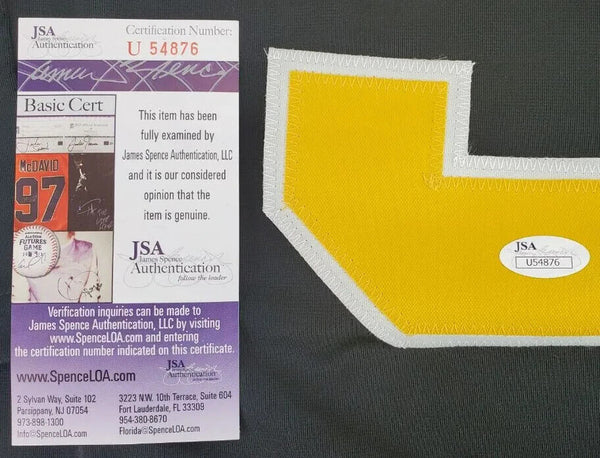 JSA
James Spence
Authentication
Certification Number:
U 54876
James Spence
Basic Cert
McDAVID
97
FUTURES
GAME
This item has been
fully examined by
James Spence Authentication, LLC
and it is our considered
opinion that the
item is genuine.
JSA
James Spence
Authentication
follow the leader
Verification inquiries can be made to
James Spence Authentication, LLC by visiting
www.SpenceLOA.com and entering
the certification number indicated on this certificate.
www.SpenceLOA.com
JSA
Authentication
2 Sylvan Way, Suite 102
Parsippany, NJ 07054
973-898-1300
Info@SpenceLOA.com
3223 N.W. 10th Terrace, Suite 604
Fort Lauderdale, FL 33309
954-380-8670
Florida@SpenceLOA.com
JSA
U54876